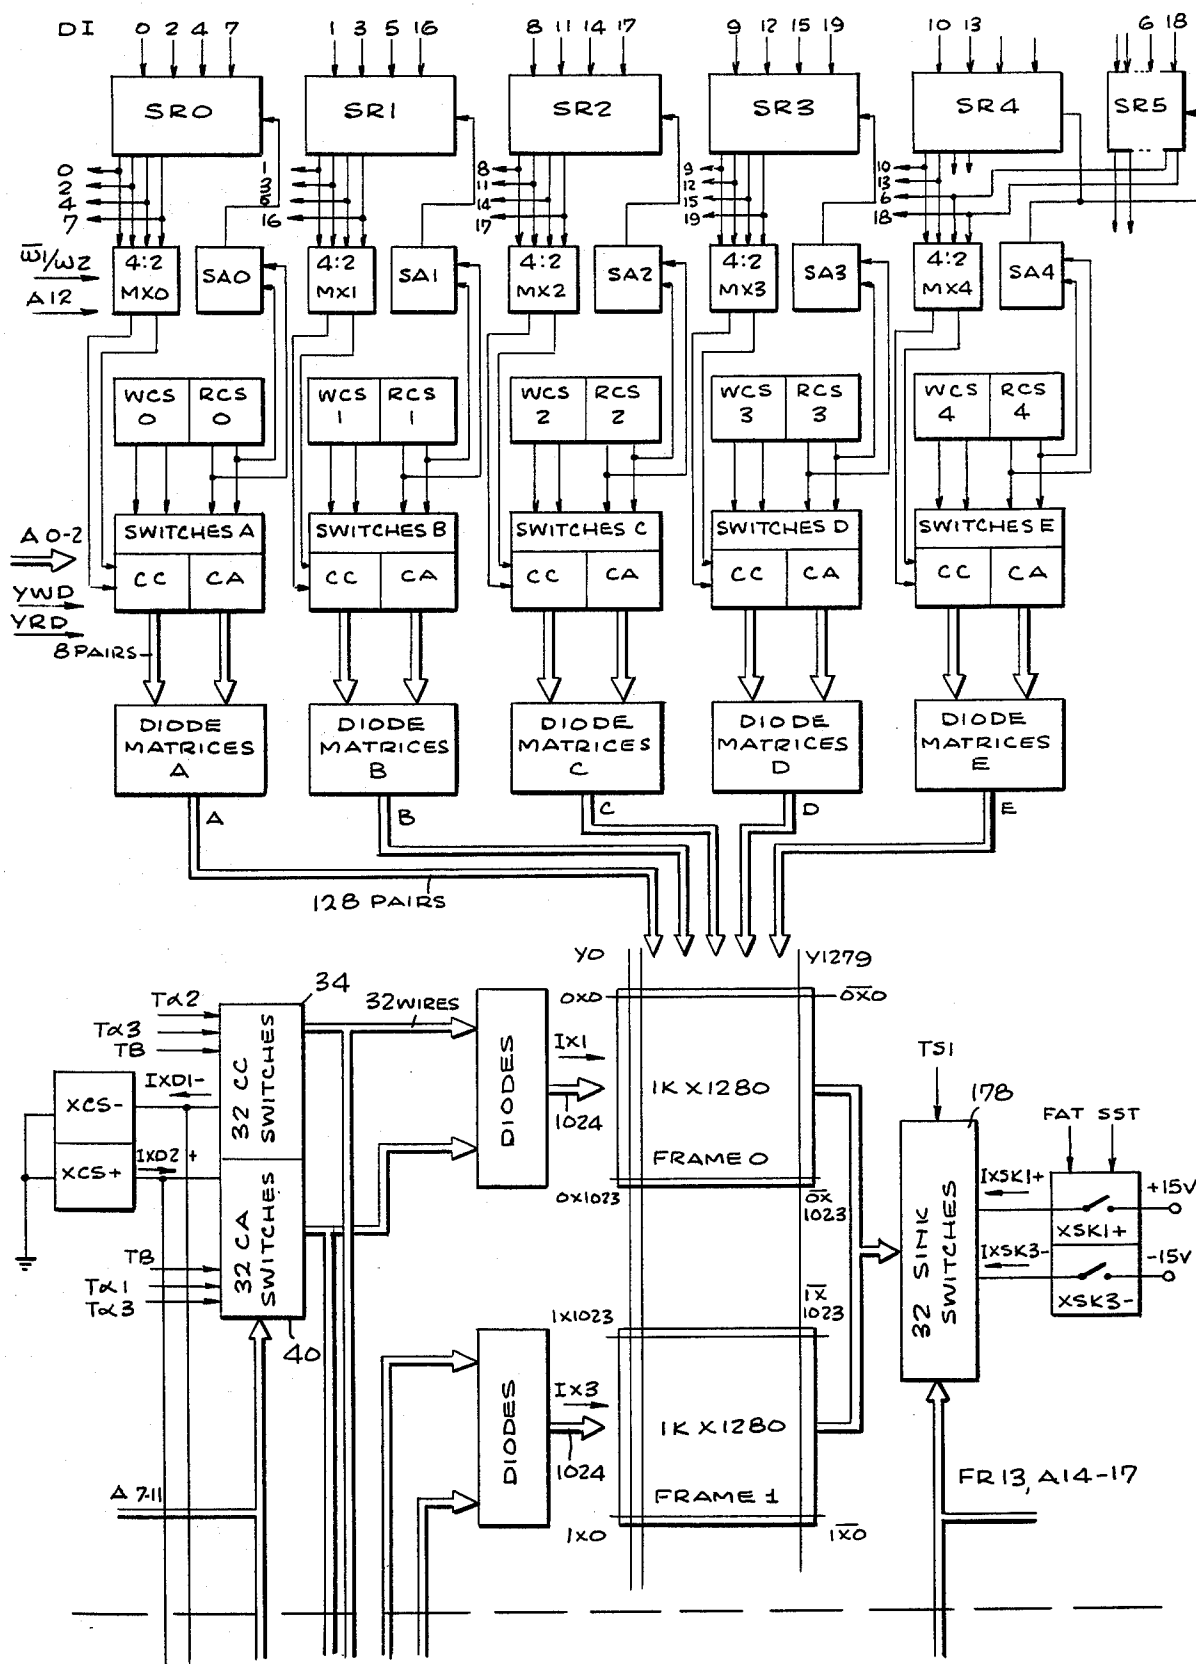 DI 0 2 4 7 1 3 5 16 8 11 14 17 9 12 15 19 10 13 6 18
SR0 SR1 SR2 SR3 SR4 SR5
0 1 8 9 10
2 3 11 12 13
4 14 15 6
7 16 17 19 18
W̅1/W2
A12
4:2 MX0
SA0
4:2 MX1
SA1
4:2 MX2
SA2
4:2 MX3
SA3
4:2 MX4
SA4
WCS 0 RCS 0
WCS 1 RCS 1
WCS 2 RCS 2
WCS 3 RCS 3
WCS 4 RCS 4
A0-2
YWD
YRD
8 PAIRS
SWITCHES A
CC CA
SWITCHES B
CC CA
SWITCHES C
CC CA
SWITCHES D
CC CA
SWITCHES E
CC CA
DIODE MATRICES A
DIODE MATRICES B
DIODE MATRICES C
DIODE MATRICES D
DIODE MATRICES E
A B C D E
128 PAIRS
Y0 Y1279
34
Tα2
Tα3
TB
32 CC SWITCHES
32 WIRES
IXD1-
XCS-
XCS+
IXD2+
32 CA SWITCHES
TB
Tα1
Tα3
40
A 7-11
DIODES
IX1
1024
0X0 0̅X̅0
1K X1280
FRAME 0
0X1023 0̅X̅ 1023
DIODES
IX3
1024
1X1023 1̅X̅ 1023
1K X1280
FRAME 1
1X0 1̅X̅0
TS1
178
32 SINK SWITCHES
FAT SST
IXSK1+
XSK1+
+15V
IXSK3-
XSK3-
-15V
FR13, A14-17